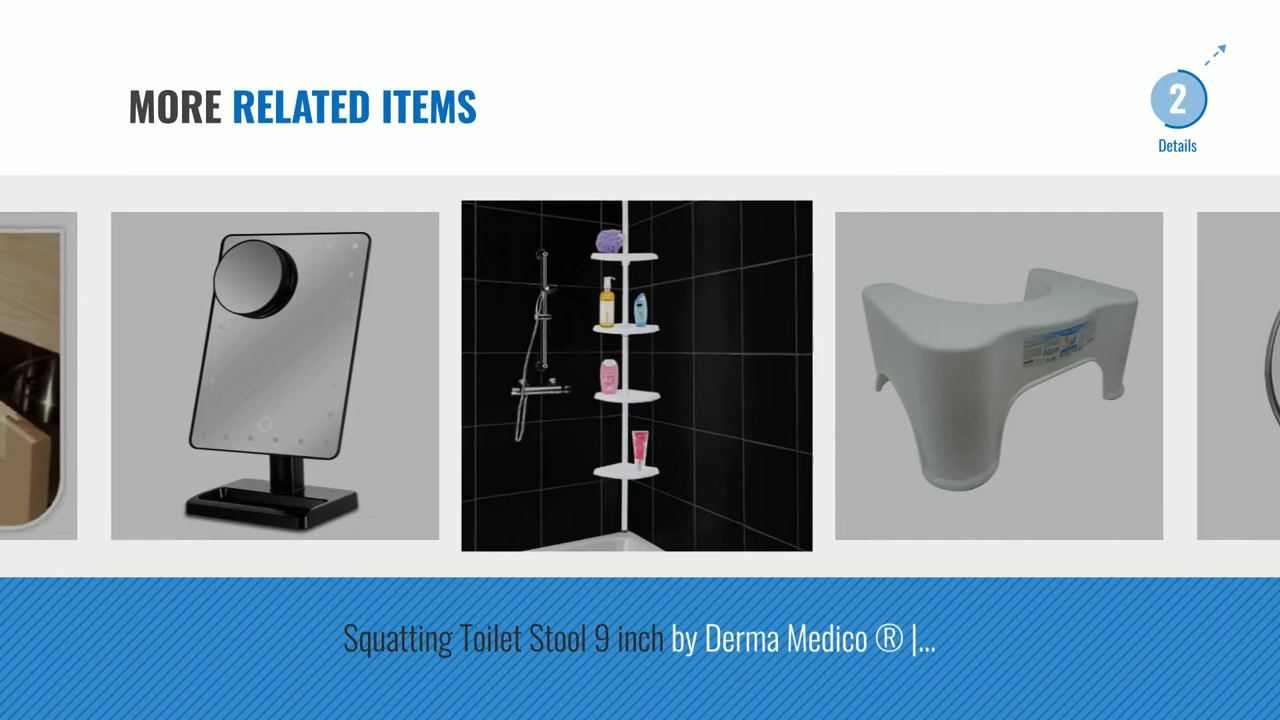 MORE RELATED ITEMS
2
Details
Squatting Toilet Stool 9 inch by Derma Medico ® |...